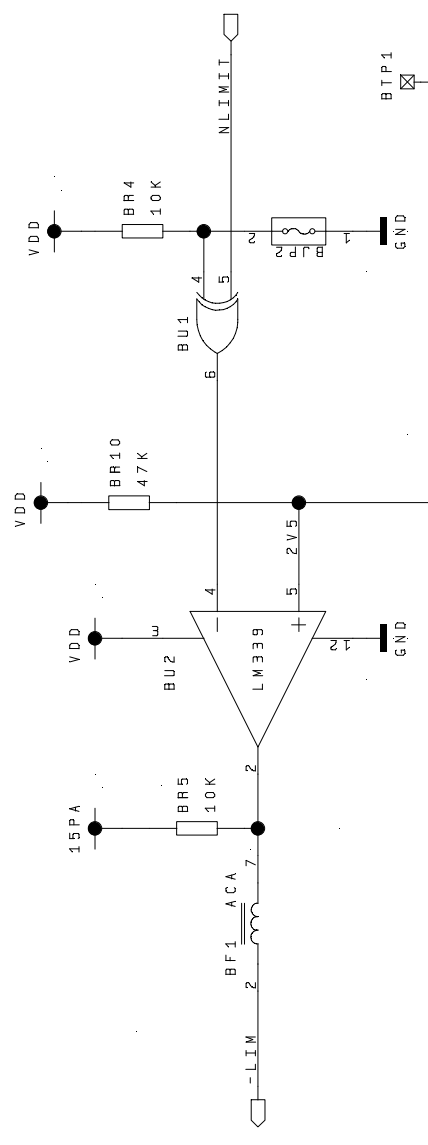 NLIMIT
BTP1
VDD
BR4
10K
2
BJP2
1
GND
4
5
BU1
6
VDD
BR10
47K
2V5
4
5
VDD
3
BU2
LM339
12
GND
2
15PA
BR5
10K
7
ACA
BF1
2
-LIM